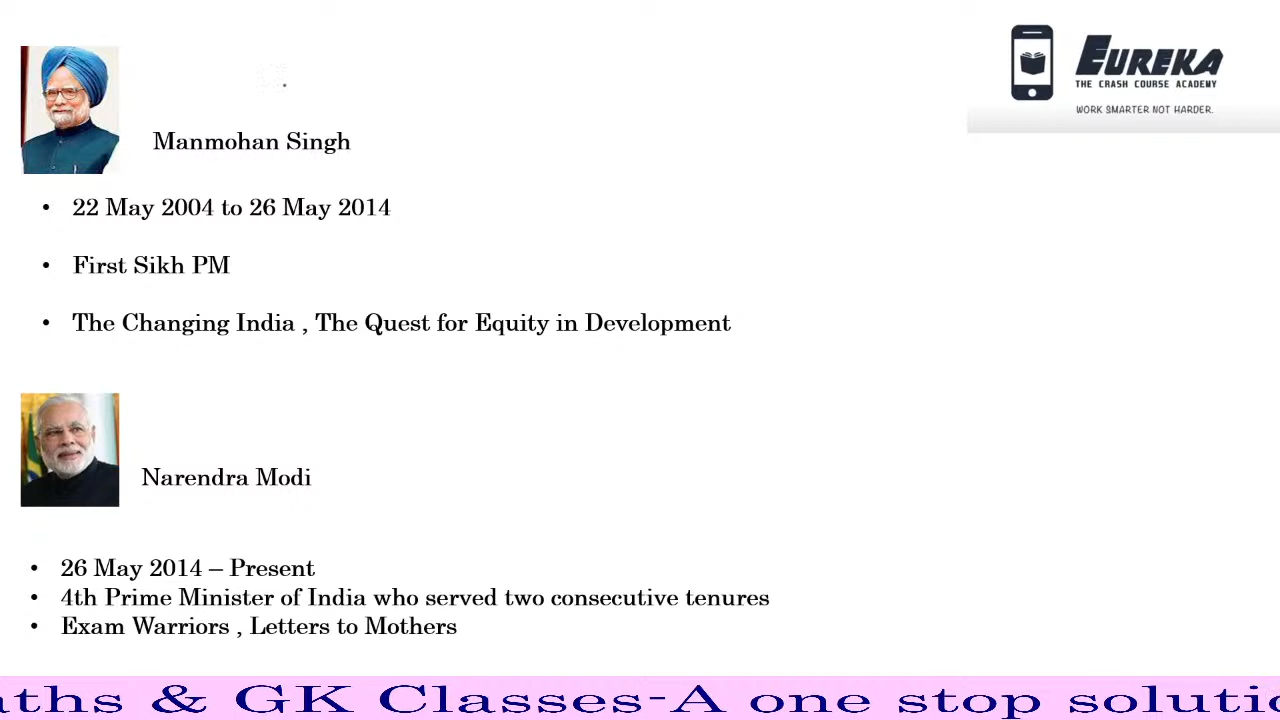 EUREKA
THE CRASH COURSE ACADEMY
WORK SMARTER NOT HARDER.
Manmohan Singh
• 22 May 2004 to 26 May 2014
• First Sikh PM
• The Changing India , The Quest for Equity in Development
Narendra Modi
• 26 May 2014 – Present
• 4th Prime Minister of India who served two consecutive tenures
• Exam Warriors , Letters to Mothers
aths & GK Classes-A one stop solutio